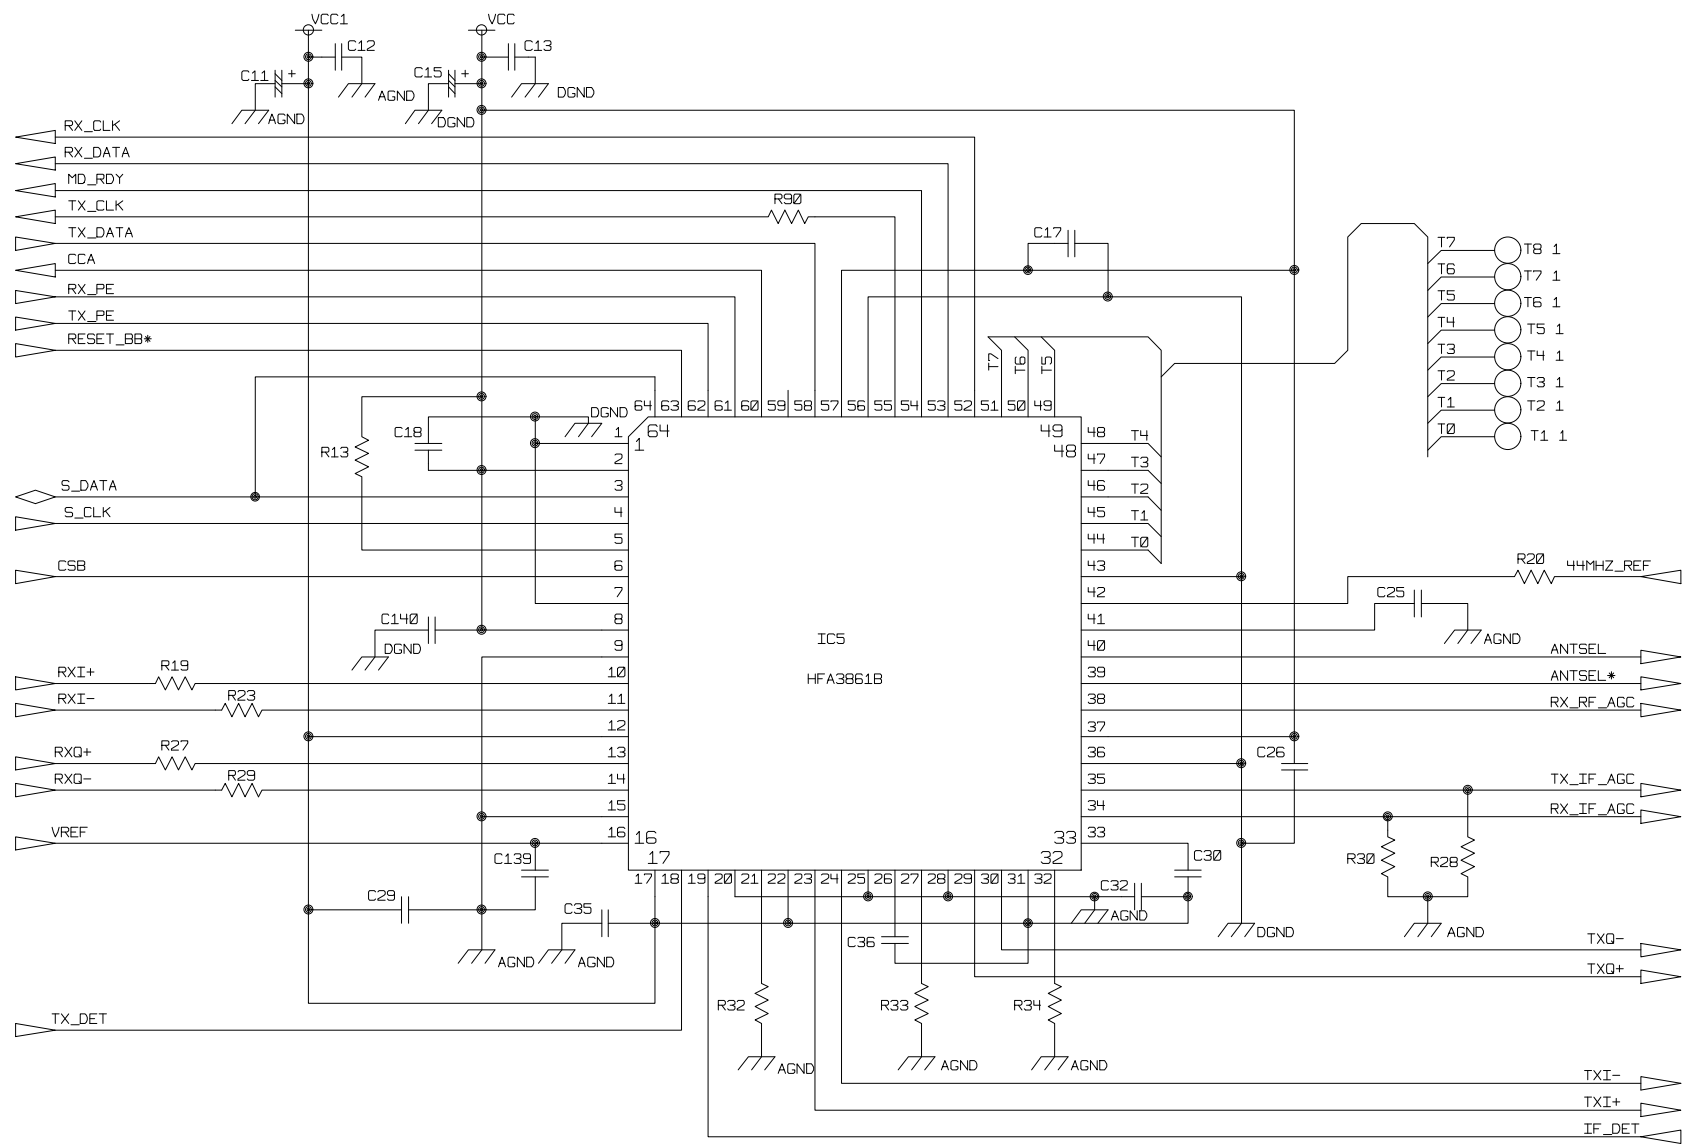 VCC1
VCC
C12
C13
C11 +
C15 +
AGND
DGND
AGND
DGND
RX_CLK
RX_DATA
MD_RDY
TX_CLK
R90
TX_DATA
C17
CCA
RX_PE
TX_PE
RESET_BB*
T7 T8 1
T6 T7 1
T5 T6 1
T4 T5 1
T3 T4 1
T2 T3 1
T1 T2 1
T0 T1 1
T7 T6 T5
64 63 62 61 60 59 58 57 56 55 54 53 52 51 50 49
DGND
C18
R13
64
1
49
48
1
2
3
4
5
6
7
8
9
10
11
12
13
14
15
16
48 T4
47 T3
46 T2
45 T1
44 T0
43
42
41
40
39
38
37
36
35
34
33
S_DATA
S_CLK
CSB
C140
DGND
RXI+ R19
RXI- R23
RXQ+ R27
RXQ- R29
VREF
C139
IC5
HFA3861B
R20 44MHZ_REF
C25
AGND
ANTSEL
ANTSEL*
RX_RF_AGC
C26
TX_IF_AGC
RX_IF_AGC
R30
R28
16
17
33
32
17 18 19 20 21 22 23 24 25 26 27 28 29 30 31 32
C30
C32
C29
C35
AGND
C36
DGND
AGND
AGND
AGND
TXQ-
TXQ+
R32
R33
R34
TX_DET
AGND
AGND
AGND
TXI-
TXI+
IF_DET